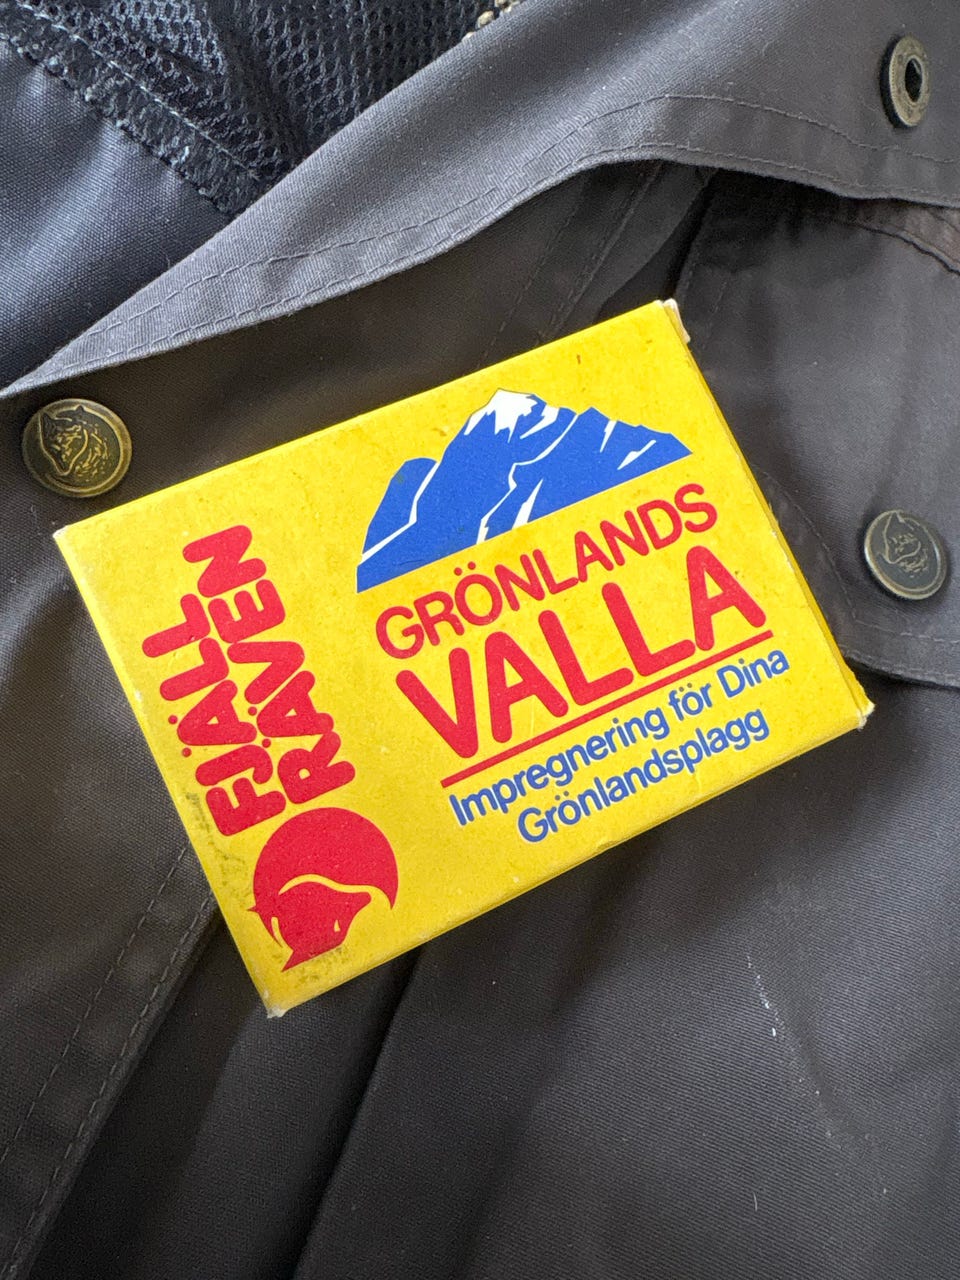 FJÄLL
RÄVEN
GRÖNLANDS
VALLA
Impregnering för Dina
Grönlandsplagg